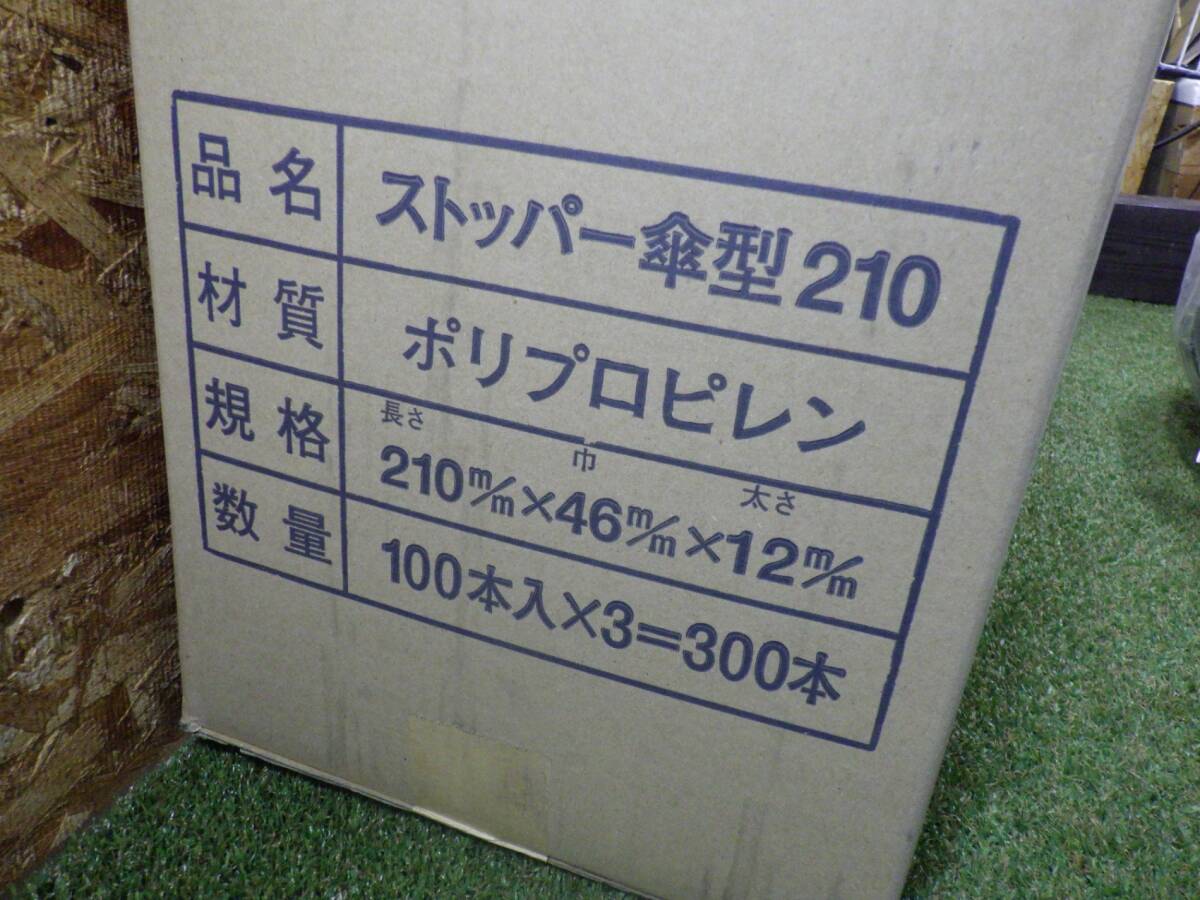 品名 ストッパー傘型210
材質 ポリプロピレン
長さ 巾 太さ
規格 210m/m×46m/m×12m/m
数量 100本入×3=300本